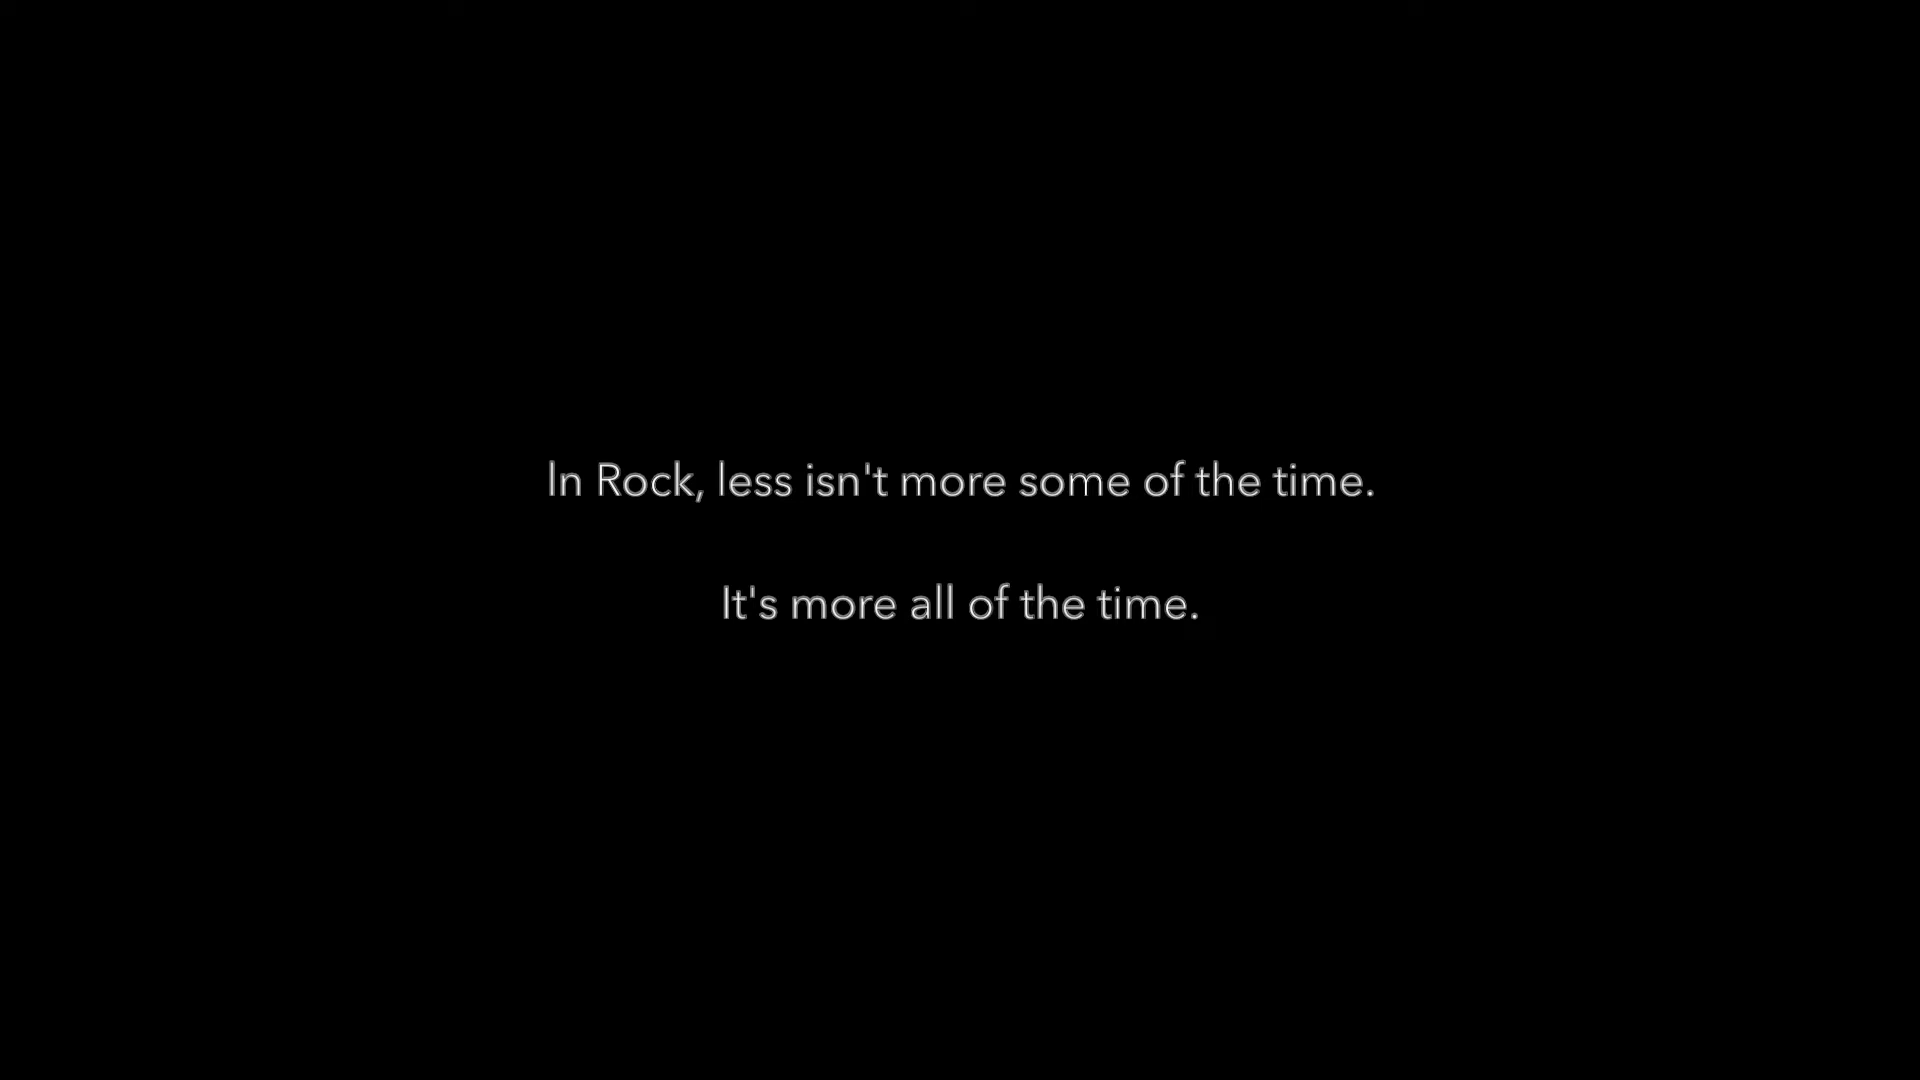 In Rock, less isn't more some of the time.
It's more all of the time.